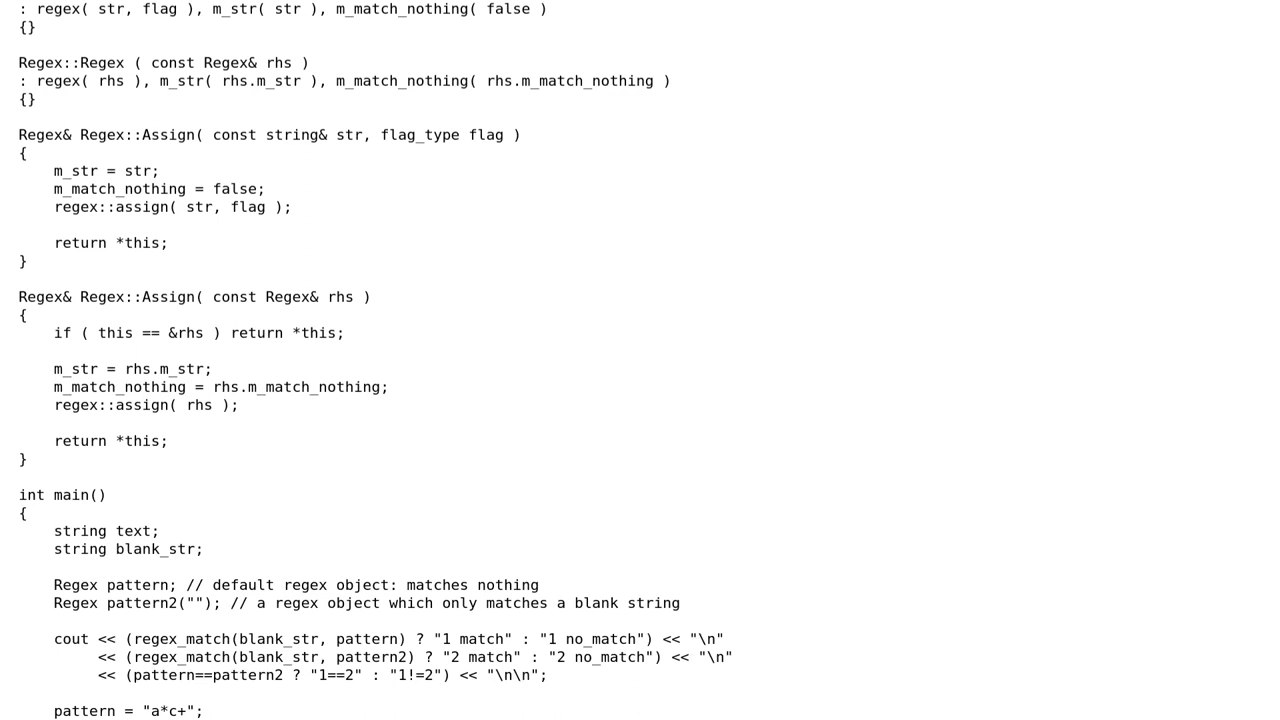 : regex( str, flag ), m_str( str ), m_match_nothing( false )
{}

Regex::Regex ( const Regex& rhs )
: regex( rhs ), m_str( rhs.m_str ), m_match_nothing( rhs.m_match_nothing )
{}

Regex& Regex::Assign( const string& str, flag_type flag )
{
    m_str = str;
    m_match_nothing = false;
    regex::assign( str, flag );

    return *this;
}

Regex& Regex::Assign( const Regex& rhs )
{
    if ( this == &rhs ) return *this;

    m_str = rhs.m_str;
    m_match_nothing = rhs.m_match_nothing;
    regex::assign( rhs );

    return *this;
}

int main()
{
    string text;
    string blank_str;

    Regex pattern; // default regex object: matches nothing
    Regex pattern2(""); // a regex object which only matches a blank string

    cout << (regex_match(blank_str, pattern) ? "1 match" : "1 no_match") << "\n"
         << (regex_match(blank_str, pattern2) ? "2 match" : "2 no_match") << "\n"
         << (pattern==pattern2 ? "1==2" : "1!=2") << "\n\n";

    pattern = "a*c+";